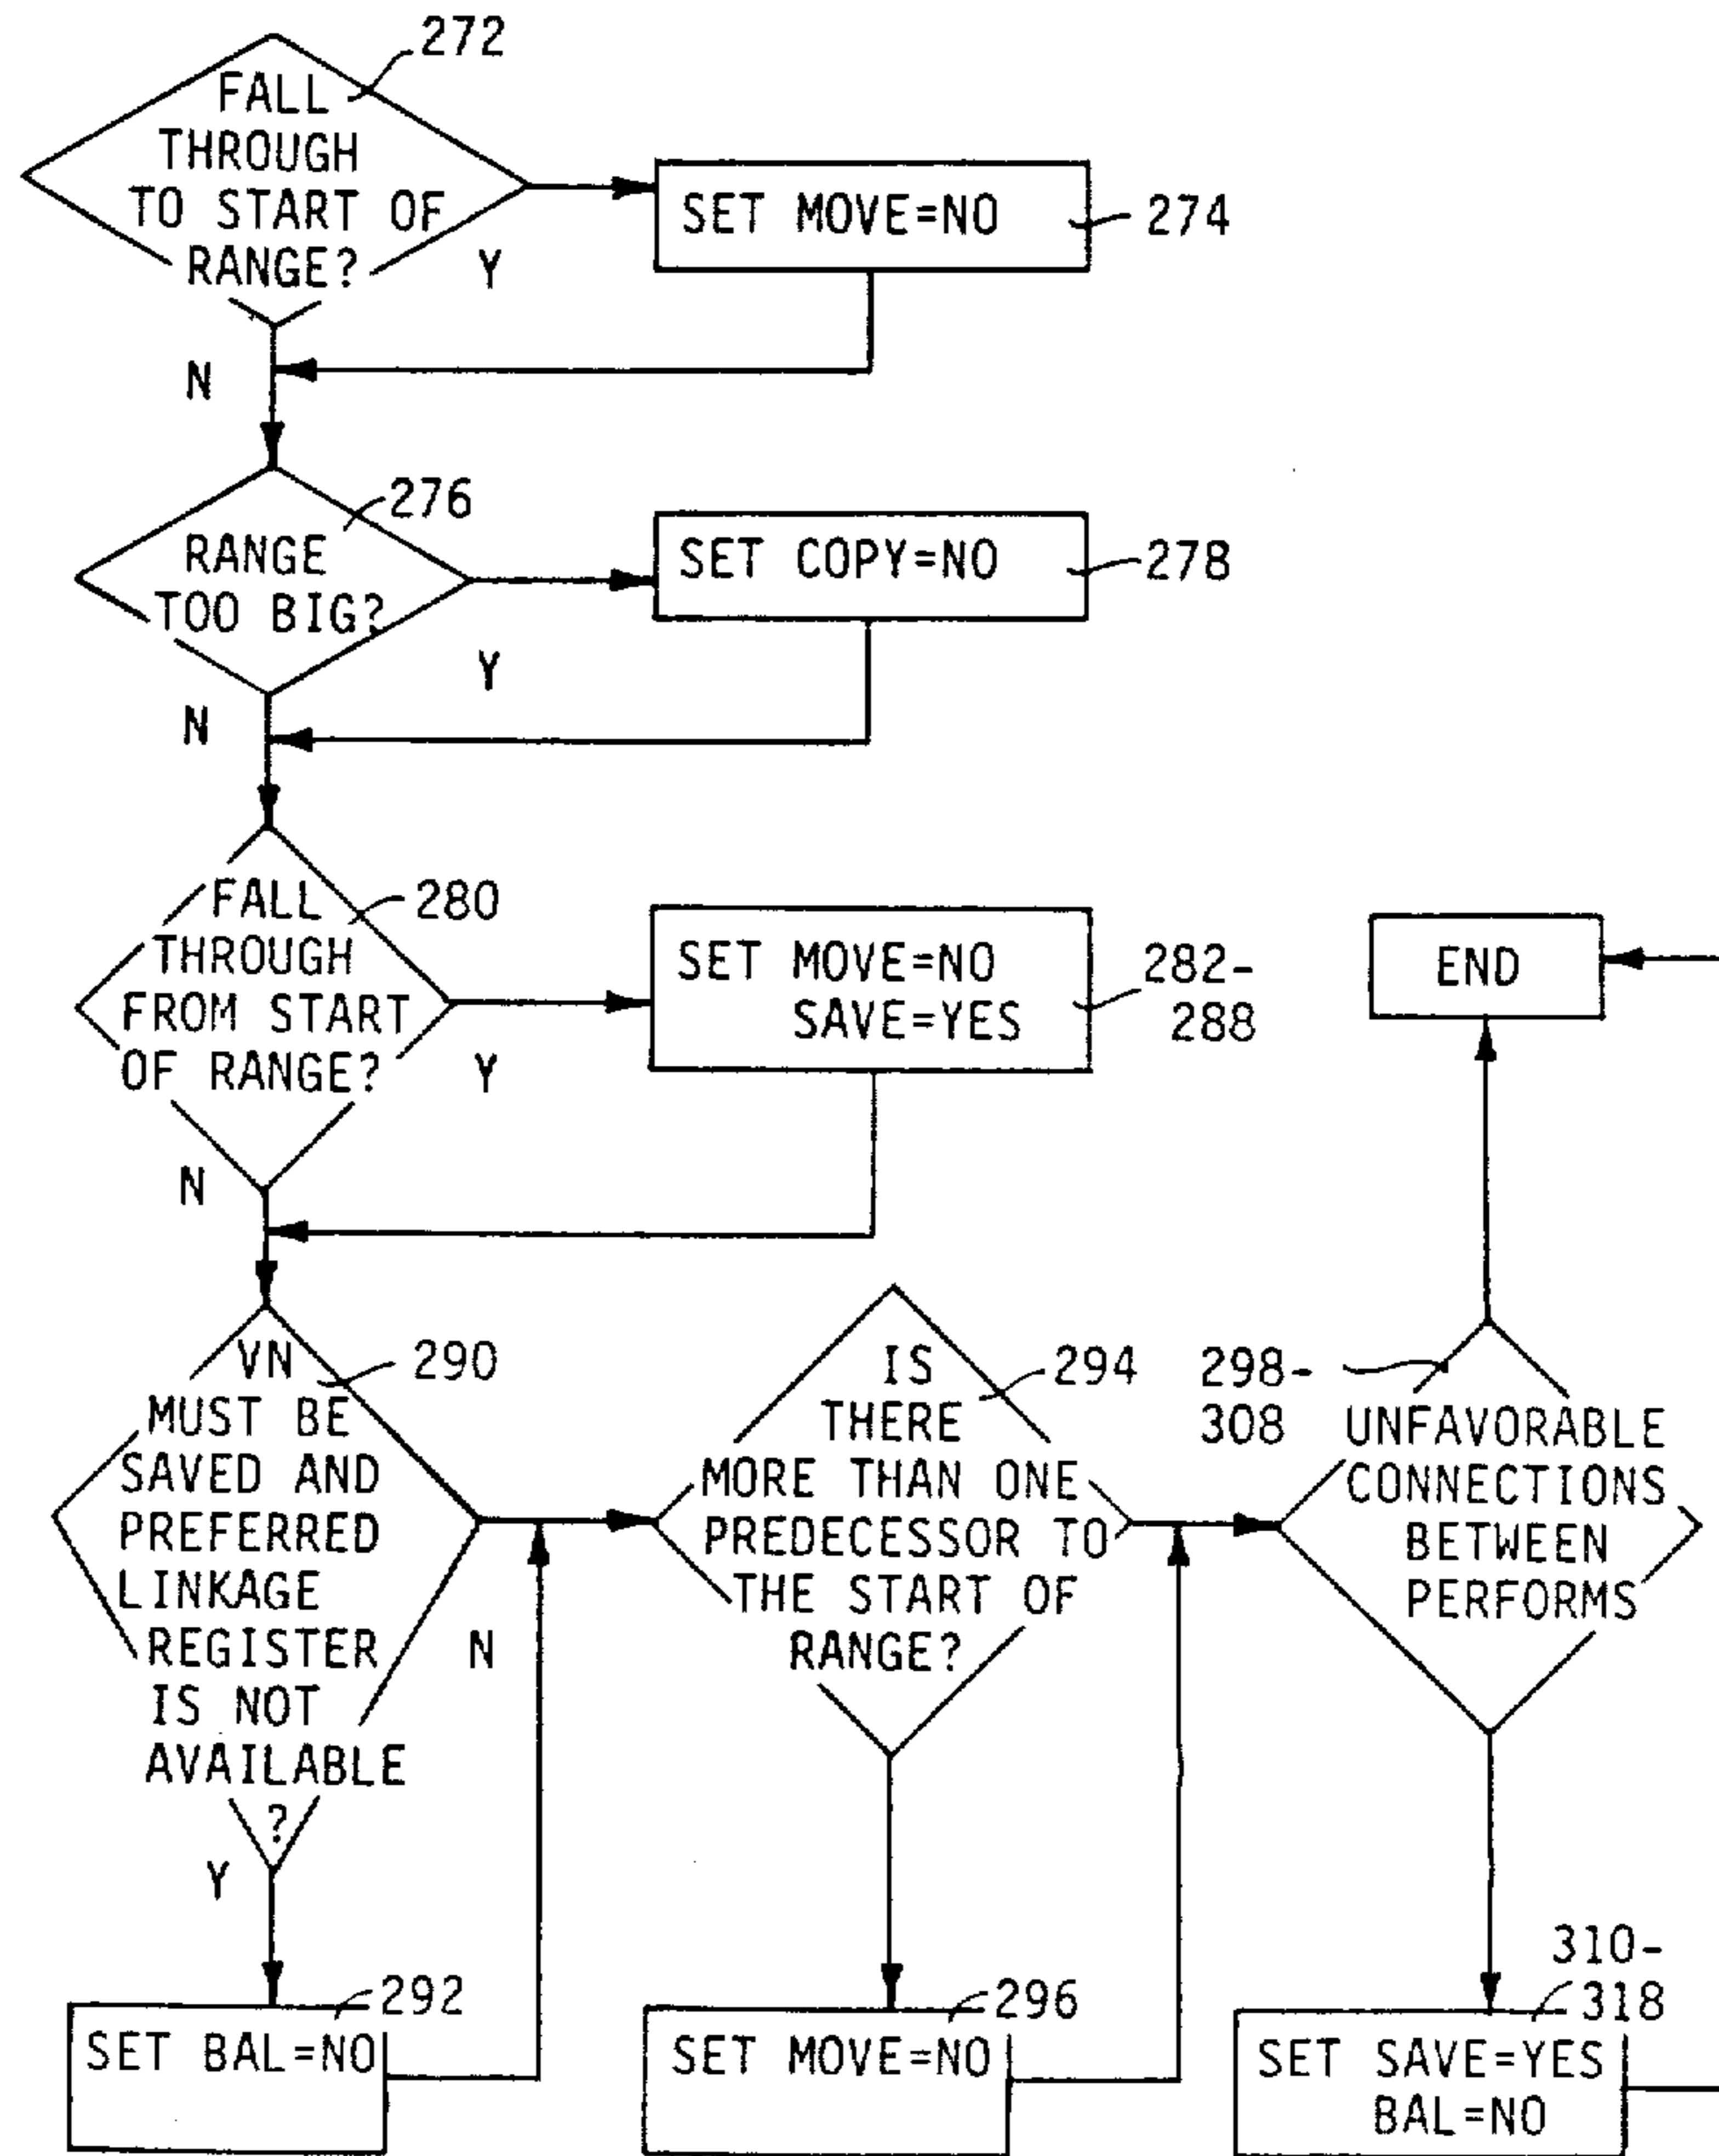 272
FALL
THROUGH
TO START OF
RANGE?
Y
N
SET MOVE=NO
274
276
RANGE
TOO BIG?
Y
N
SET COPY=NO
278
280
FALL
THROUGH
FROM START
OF RANGE?
Y
N
SET MOVE=NO
SAVE=YES
282-
288
END
VN
290
MUST BE
SAVED AND
PREFERRED
LINKAGE
REGISTER
IS NOT
AVAILABLE
?
N
Y
292
SET BAL=NO
IS
294
THERE
MORE THAN ONE
PREDECESSOR TO
THE START OF
RANGE?
296
SET MOVE=NO
298-
308
UNFAVORABLE
CONNECTIONS
BETWEEN
PERFORMS
310-
318
SET SAVE=YES
BAL=NO